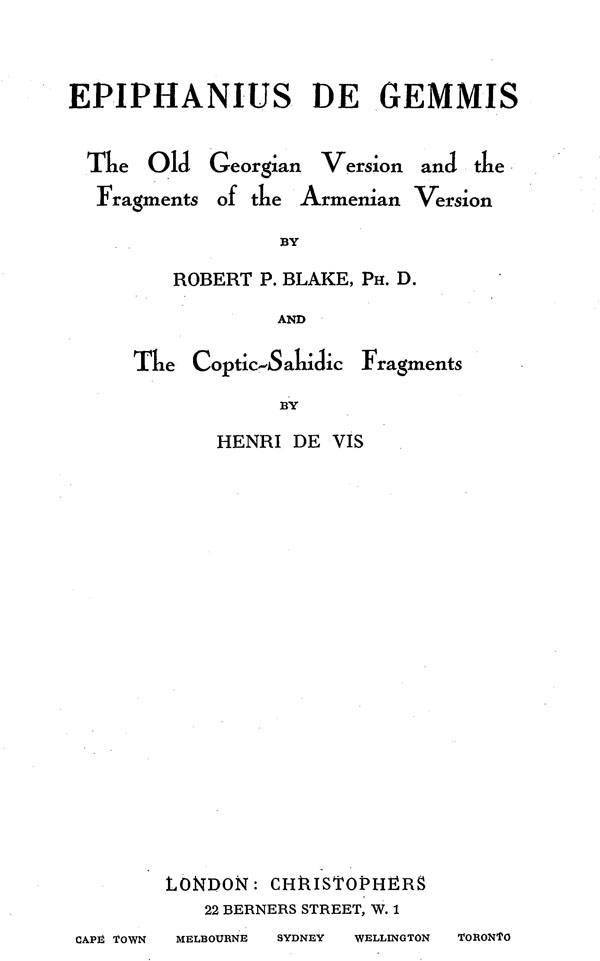 EPIPHANIUS DE GEMMIS
The Old Georgian Version and the
Fragments of the Armenian Version
BY
ROBERT P. BLAKE, PH. D.
AND
The Coptic-Sahidic Fragments
BY
HENRI DE VIS
LONDON: CHRISTOPHERS
22 BERNERS STREET, W. 1
CAPE TOWN MELBOURNE SYDNEY WELLINGTON TORONTO